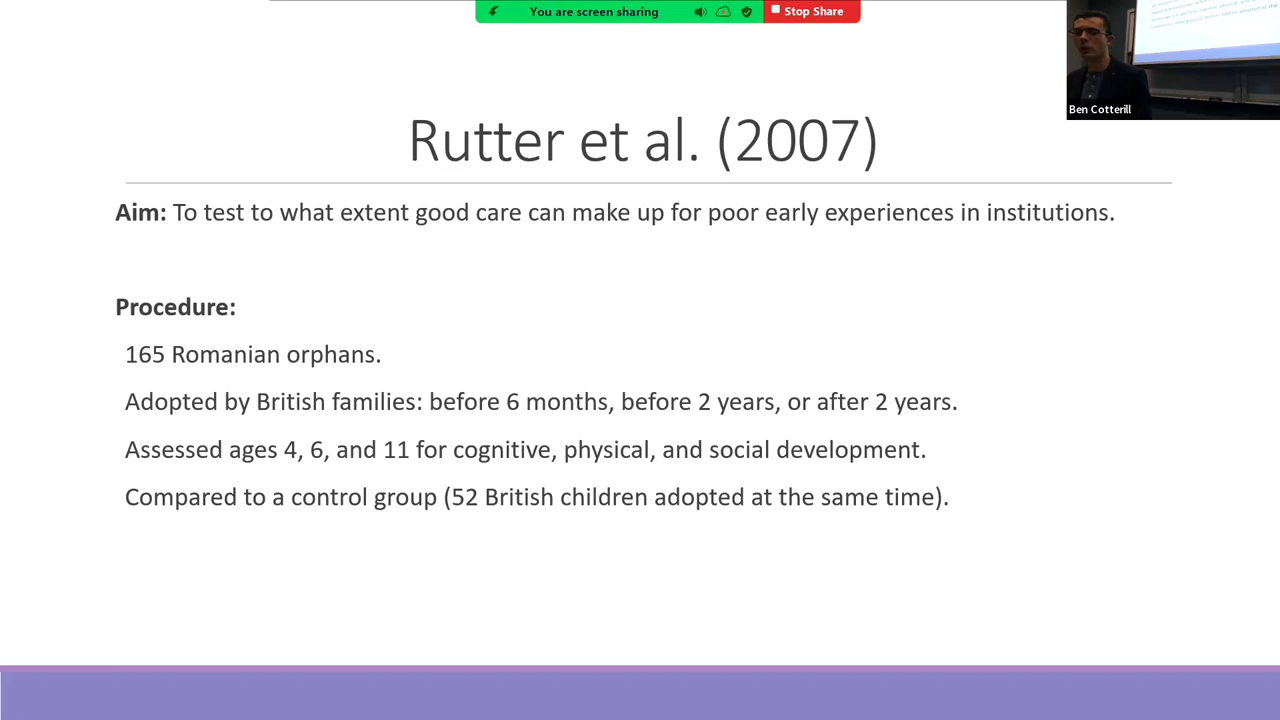 You are screen sharing
Stop Share
Ben Cotterill
Rutter et al. (2007)
Aim: To test to what extent good care can make up for poor early experiences in institutions.
Procedure:
165 Romanian orphans.
Adopted by British families: before 6 months, before 2 years, or after 2 years.
Assessed ages 4, 6, and 11 for cognitive, physical, and social development.
Compared to a control group (52 British children adopted at the same time).